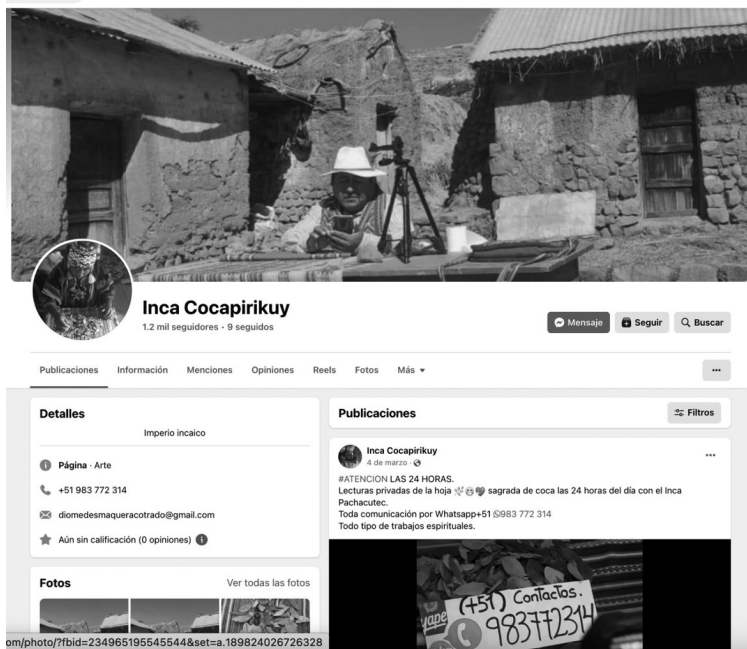 Inca Cocapirikuy
1.2 mil seguidores · 9 seguidos
Mensaje
Seguir
Buscar
Publicaciones
Información
Menciones
Opiniones
Reels
Fotos
Más
Detalles
Imperio incaico
Página · Arte
+51 983 772 314
diomedesmaqueracotrado@gmail.com
Aún sin calificación (0 opiniones)
Fotos
Ver todas las fotos
Publicaciones
Filtros
Inca Cocapirikuy
4 de marzo ·
#ATENCION LAS 24 HORAS.
Lecturas privadas de la hoja sagrada de coca las 24 horas del día con el Inca
Pachacutec.
Toda comunicación por Whatsapp+51 983 772 314
Todo tipo de trabajos espirituales.
yape
(+51) Contactos.
983772314
om/photo/?fbid=234965195545544&set=a.189824026726328